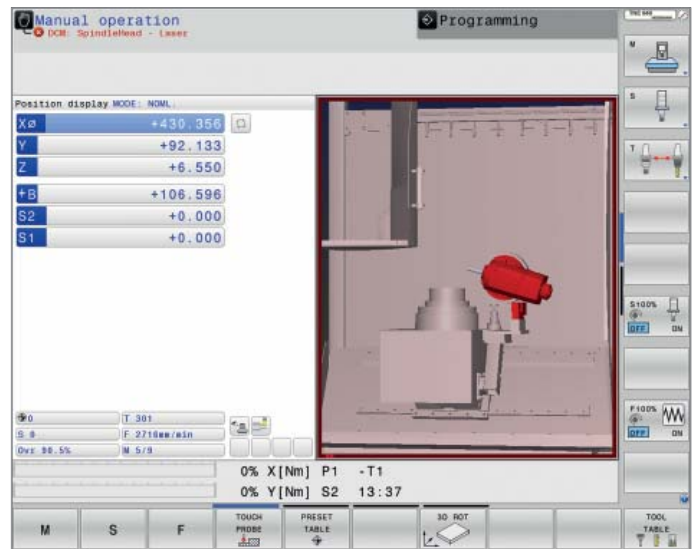 Manual operation
DCM: SpindleHead - Laser
Programming
Position display MODE: NOML.
XØ +430.356
Y +92.133
Z +6.550
+B +106.596
S2 +0.000
S1 +0.000
0 T 301
S 0 F 2716mm/min
Ovr 90.5% M 5/9
0% X[Nm] P1 -T1
0% Y[Nm] S2 13:37
M
S
T
S100%
OFF ON
F100%
OFF ON
M S F TOUCH PROBE PRESET TABLE 3D ROT TOOL TABLE